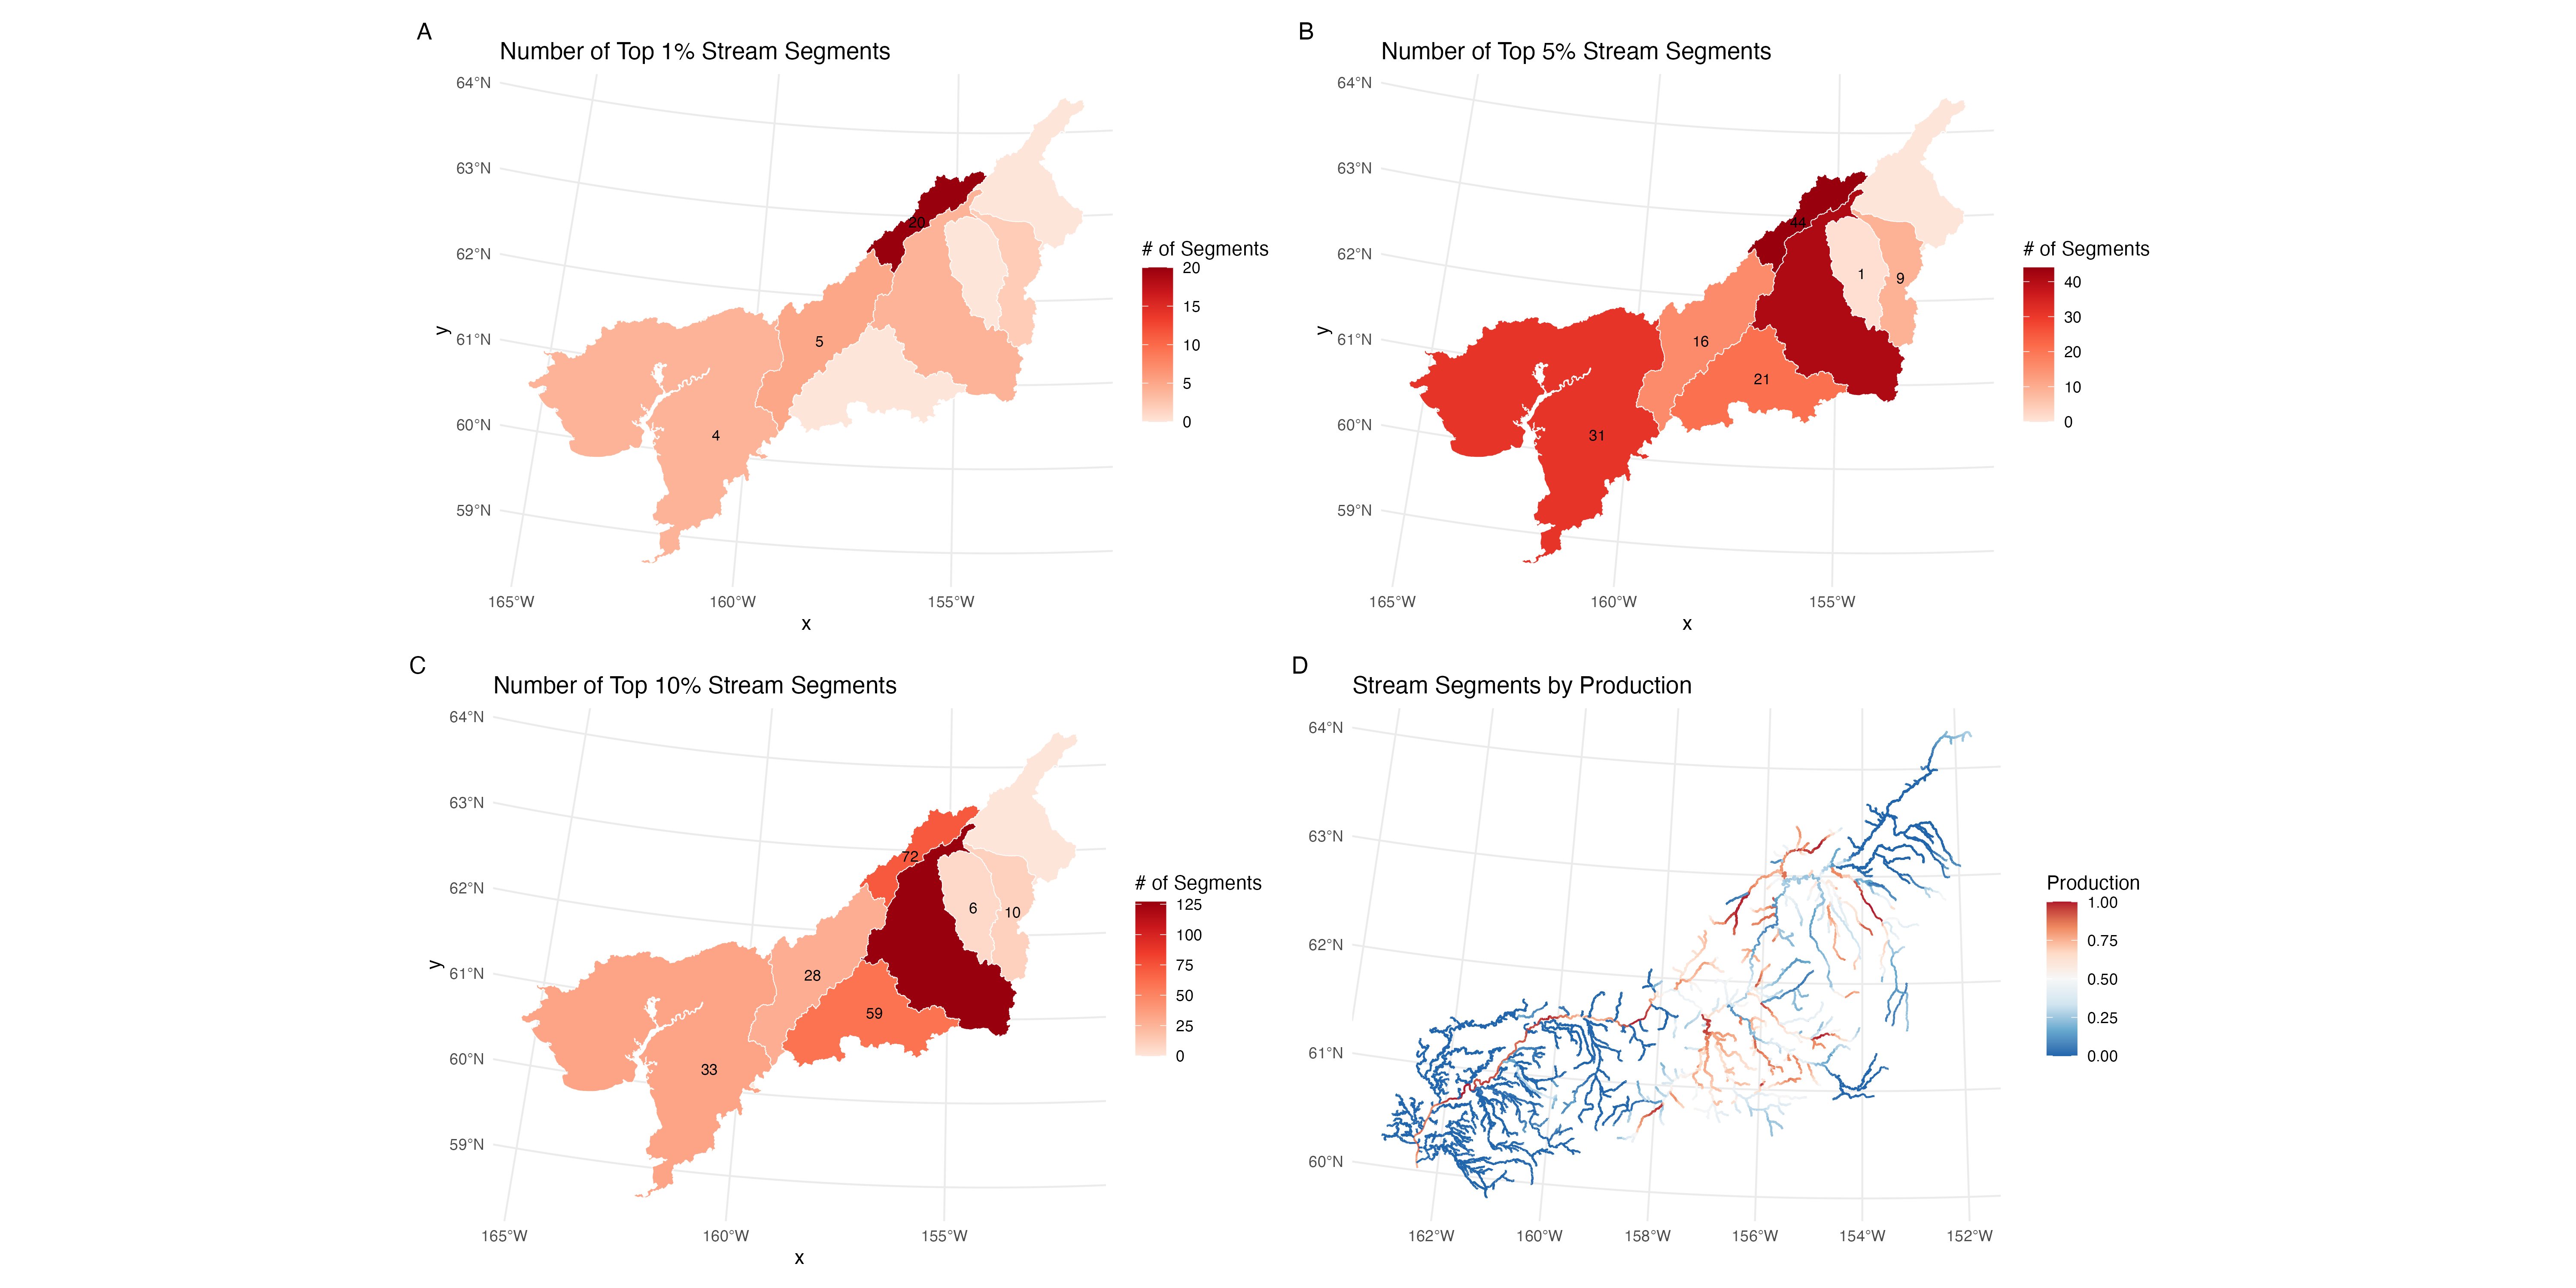 A
Number of Top 1% Stream Segments
64°N
63°N
62°N
61°N
60°N
59°N
y
20
5
4
165°W
160°W
155°W
x
# of Segments
20
15
10
5
0
B
Number of Top 5% Stream Segments
64°N
63°N
62°N
61°N
60°N
59°N
y
44
1
9
16
21
31
165°W
160°W
155°W
x
# of Segments
40
30
20
10
0
C
Number of Top 10% Stream Segments
64°N
63°N
62°N
61°N
60°N
59°N
y
72
6
10
28
59
33
165°W
160°W
155°W
x
# of Segments
125
100
75
50
25
0
D
Stream Segments by Production
64°N
63°N
62°N
61°N
60°N
162°W
160°W
158°W
156°W
154°W
152°W
Production
1.00
0.75
0.50
0.25
0.00